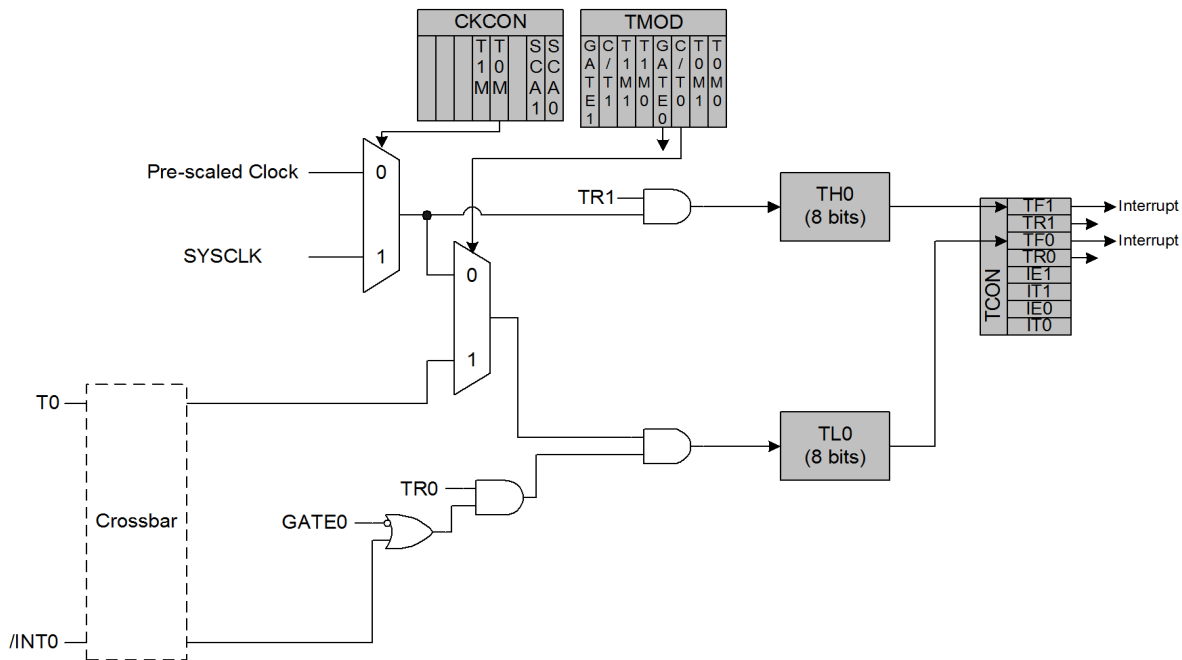 CKCON
T1M
T0M
SCA1
SCA0
TMOD
GATE1
C/T1
T1M1
T1M0
GATE0
C/T0
T0M1
T0M0
Pre-scaled Clock
0
SYSCLK
1
TR1
TH0
(8 bits)
TCON
TF1
TR1
TF0
TR0
IE1
IT1
IE0
IT0
Interrupt
Interrupt
0
1
T0
Crossbar
/INT0
TR0
GATE0
TL0
(8 bits)